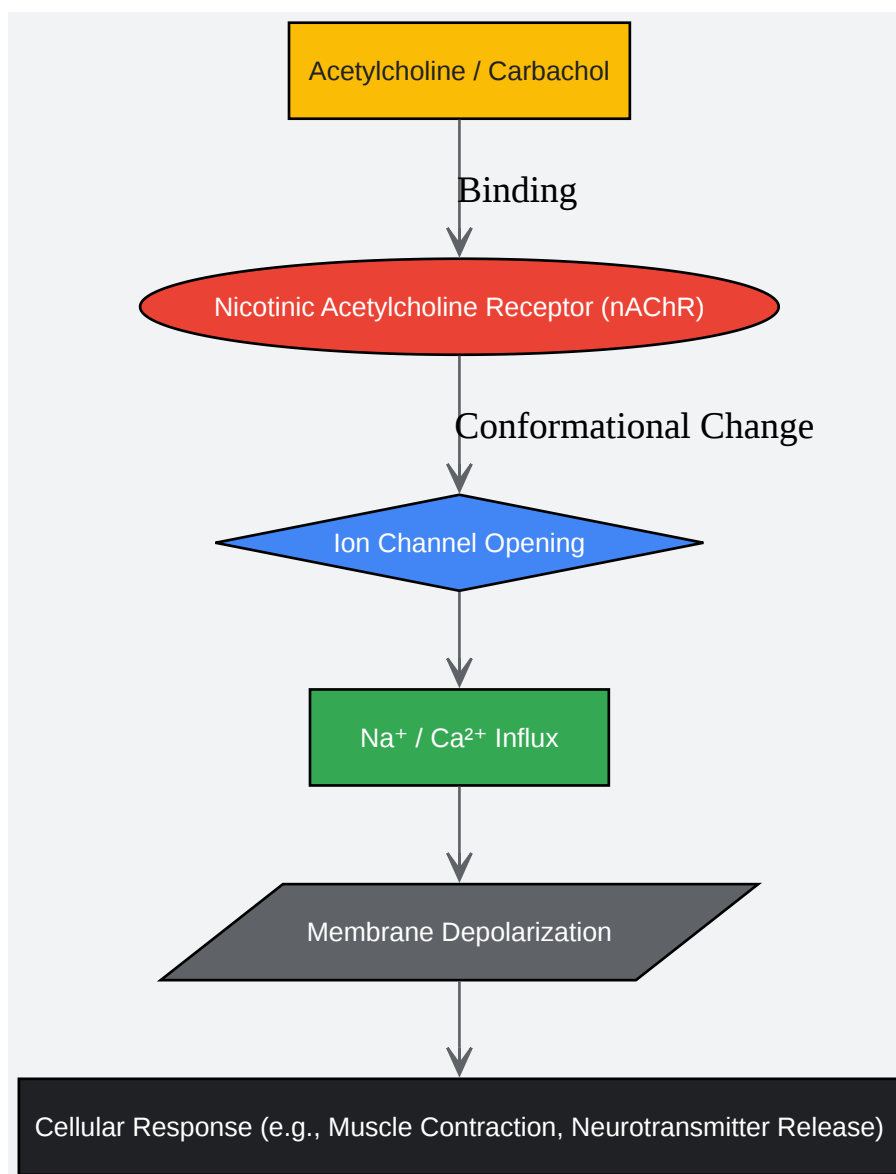 Acetylcholine / Carbachol
Binding
Nicotinic Acetylcholine Receptor (nAChR)
Conformational Change
Ion Channel Opening
Na⁺ / Ca²⁺ Influx
Membrane Depolarization
Cellular Response (e.g., Muscle Contraction, Neurotransmitter Release)